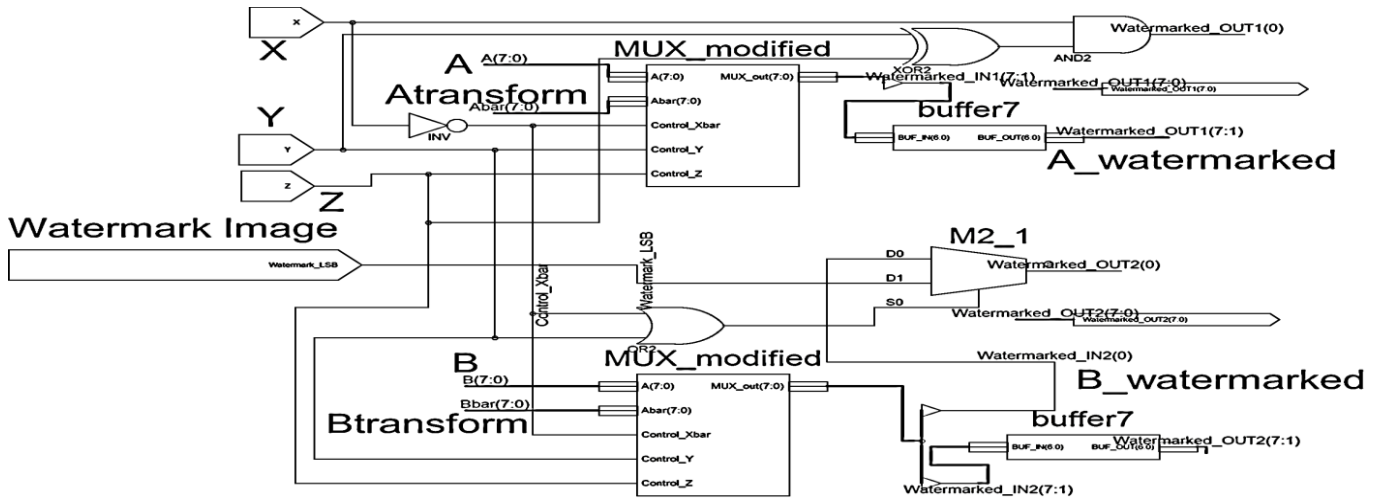 X
X
Watermarked_OUT1(0)
AND2
XOR2
MUX_modified
A
A(7:0)
A(7:0)
MUX_out(7:0)
Watermarked_IN1(7:1)
Watermarked_OUT1(7:0)
Watermarked_OUT1(7:0)
Atransform
Abar(7:0)
Abar(7:0)
buffer7
Y
Y
INV
Control_Xbar
Control_Y
Control_Z
BUF_IN(6:0)
BUF_OUT(6:0)
Watermarked_OUT1(7:1)
A_watermarked
Z
Z
Watermark Image
Watermark_LSB
Control_Xbar
Watermark_LSB
OR2
M2_1
D0
D1
S0
Watermarked_OUT2(0)
Watermarked_OUT2(7:0)
Watermarked_OUT2(7:0)
MUX_modified
B
B(7:0)
A(7:0)
MUX_out(7:0)
Watermarked_IN2(0)
B_watermarked
Bbar(7:0)
Abar(7:0)
Btransform
Control_Xbar
Control_Y
Control_Z
buffer7
BUF_IN(6:0)
BUF_OUT(6:0)
Watermarked_OUT2(7:1)
Watermarked_IN2(7:1)